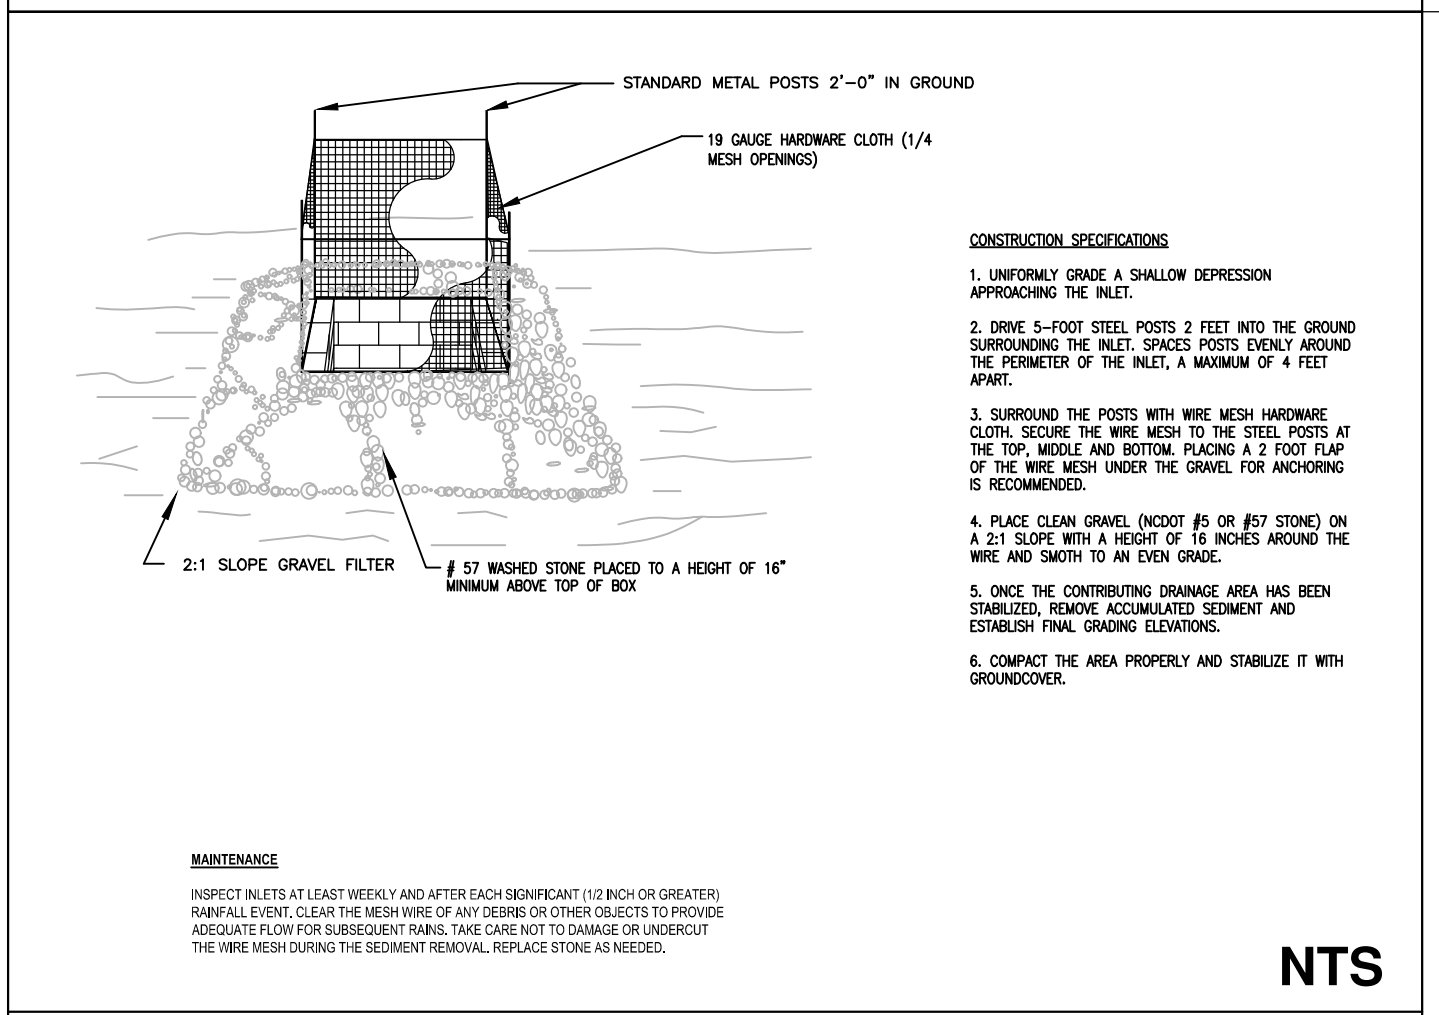 STANDARD METAL POSTS 2'-0" IN GROUND
19 GAUGE HARDWARE CLOTH (1/4
MESH OPENINGS)
2:1 SLOPE GRAVEL FILTER
# 57 WASHED STONE PLACED TO A HEIGHT OF 16"
MINIMUM ABOVE TOP OF BOX
CONSTRUCTION SPECIFICATIONS
1. UNIFORMLY GRADE A SHALLOW DEPRESSION
APPROACHING THE INLET.
2. DRIVE 5-FOOT STEEL POSTS 2 FEET INTO THE GROUND
SURROUNDING THE INLET. SPACES POSTS EVENLY AROUND
THE PERIMETER OF THE INLET, A MAXIMUM OF 4 FEET
APART.
3. SURROUND THE POSTS WITH WIRE MESH HARDWARE
CLOTH. SECURE THE WIRE MESH TO THE STEEL POSTS AT
THE TOP, MIDDLE AND BOTTOM. PLACING A 2 FOOT FLAP
OF THE WIRE MESH UNDER THE GRAVEL FOR ANCHORING
IS RECOMMENDED.
4. PLACE CLEAN GRAVEL (NCDOT #5 OR #57 STONE) ON
A 2:1 SLOPE WITH A HEIGHT OF 16 INCHES AROUND THE
WIRE AND SMOTH TO AN EVEN GRADE.
5. ONCE THE CONTRIBUTING DRAINAGE AREA HAS BEEN
STABILIZED, REMOVE ACCUMULATED SEDIMENT AND
ESTABLISH FINAL GRADING ELEVATIONS.
6. COMPACT THE AREA PROPERLY AND STABILIZE IT WITH
GROUNDCOVER.
MAINTENANCE
INSPECT INLETS AT LEAST WEEKLY AND AFTER EACH SIGNIFICANT (1/2 INCH OR GREATER)
RAINFALL EVENT. CLEAR THE MESH WIRE OF ANY DEBRIS OR OTHER OBJECTS TO PROVIDE
ADEQUATE FLOW FOR SUBSEQUENT RAINS. TAKE CARE NOT TO DAMAGE OR UNDERCUT
THE WIRE MESH DURING THE SEDIMENT REMOVAL. REPLACE STONE AS NEEDED.
NTS